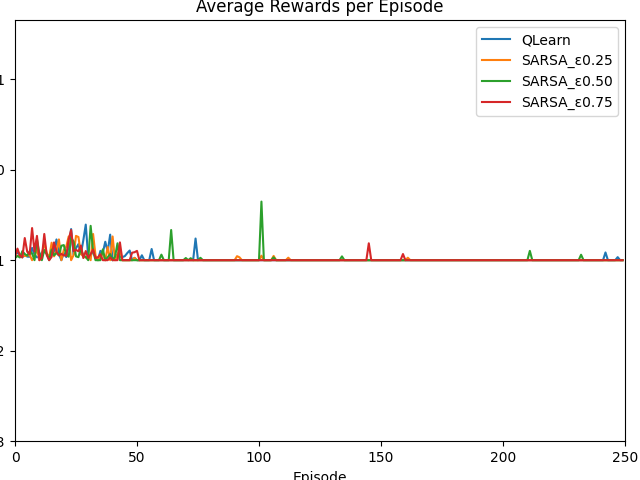 Average Rewards per Episode
QLearn
SARSA_ε0.25
SARSA_ε0.50
SARSA_ε0.75
1
0
1
2
3
0 50 100 150 200 250
Episode